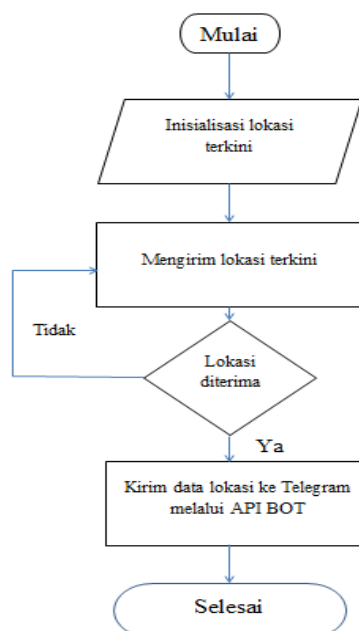 Mulai
Inisialisasi lokasi
terkini
Mengirim lokasi terkini
Tidak
Lokasi
diterima
Ya
Kirim data lokasi ke Telegram
melalui API BOT
Selesai